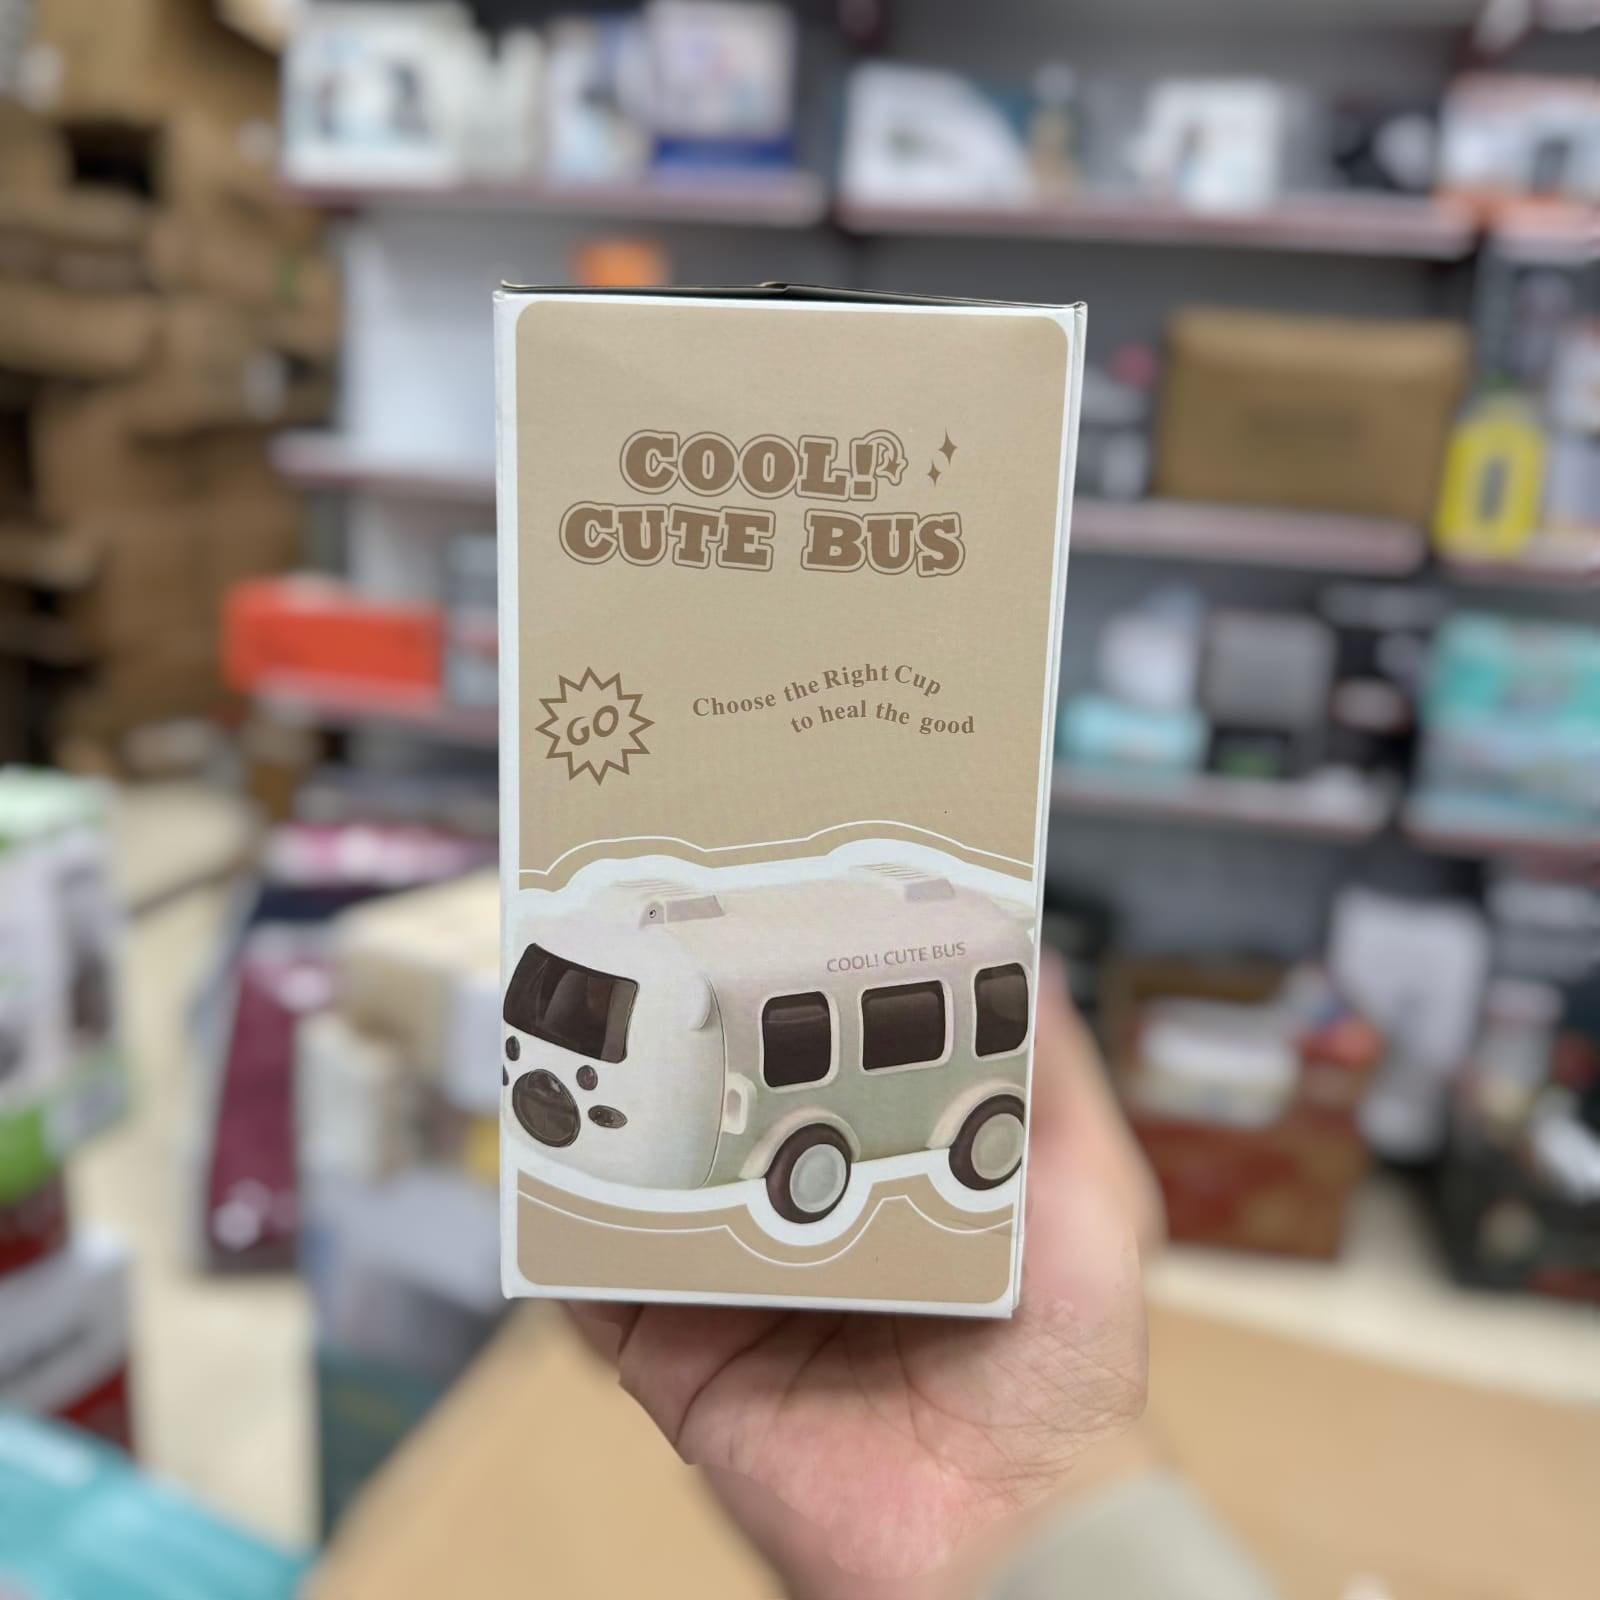 COOL!
CUTE BUS
GO
Choose the Right Cup
to heal the good
COOL! CUTE BUS